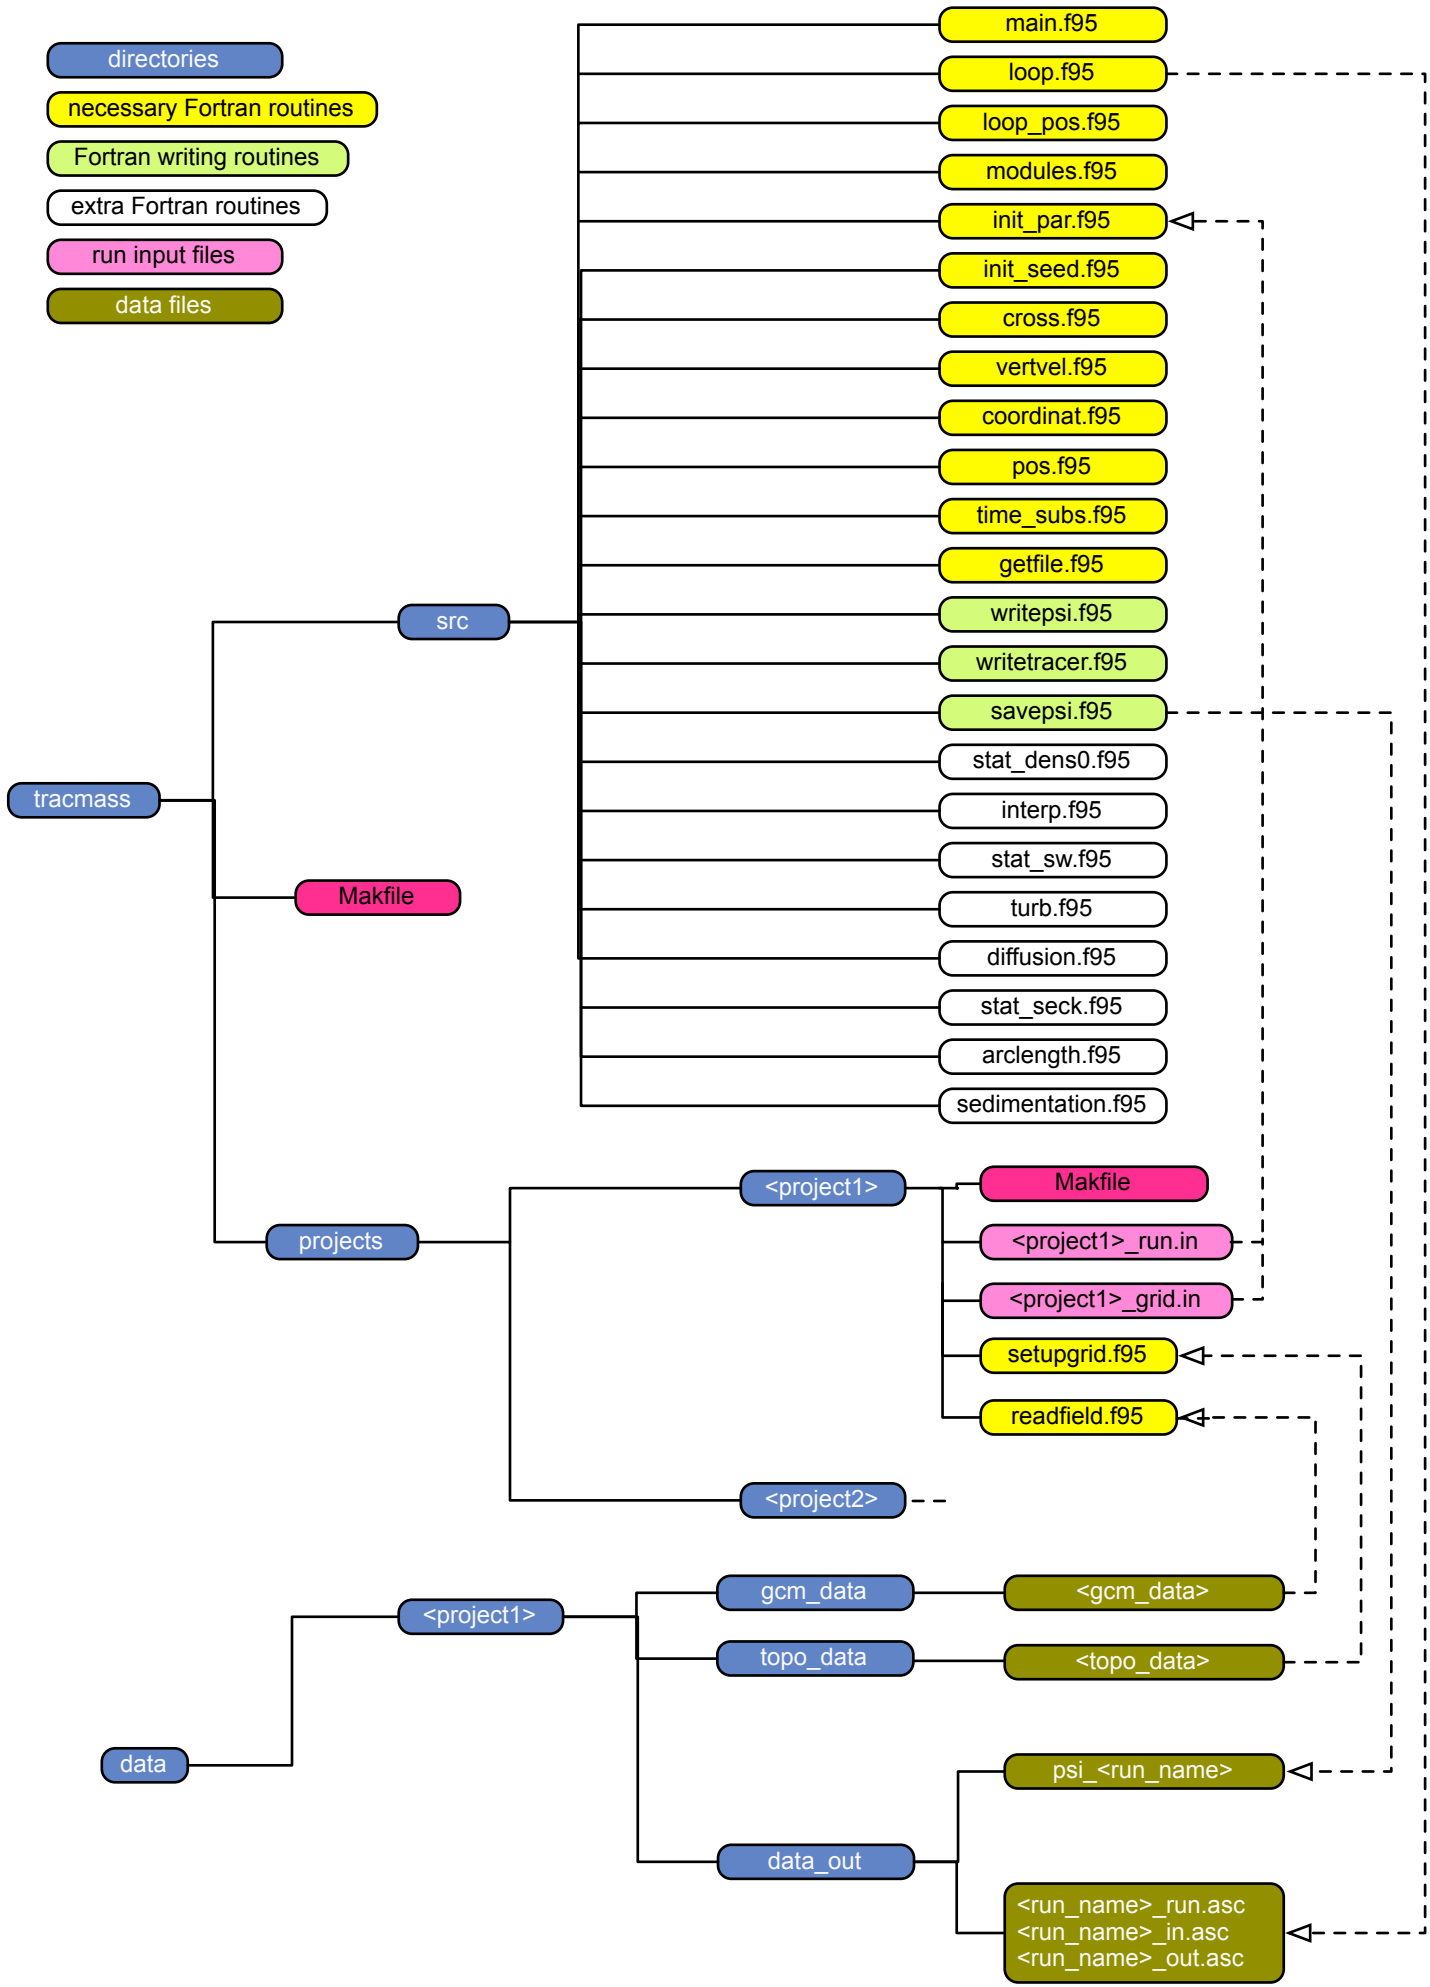 directories
necessary Fortran routines
Fortran writing routines
extra Fortran routines
run input files
data files
main.f95
loop.f95
loop_pos.f95
modules.f95
init_par.f95
init_seed.f95
cross.f95
vertvel.f95
coordinat.f95
pos.f95
time_subs.f95
getfile.f95
writepsi.f95
writetracer.f95
savepsi.f95
stat_dens0.f95
interp.f95
stat_sw.f95
turb.f95
diffusion.f95
stat_seck.f95
arclength.f95
sedimentation.f95
src
tracmass
Makfile
projects
<project1>
Makfile
<project1>_run.in
<project1>_grid.in
setupgrid.f95
readfield.f95
<project2>
data
<project1>
gcm_data
<gcm_data>
topo_data
<topo_data>
data_out
psi_<run_name>
<run_name>_run.asc
<run_name>_in.asc
<run_name>_out.asc